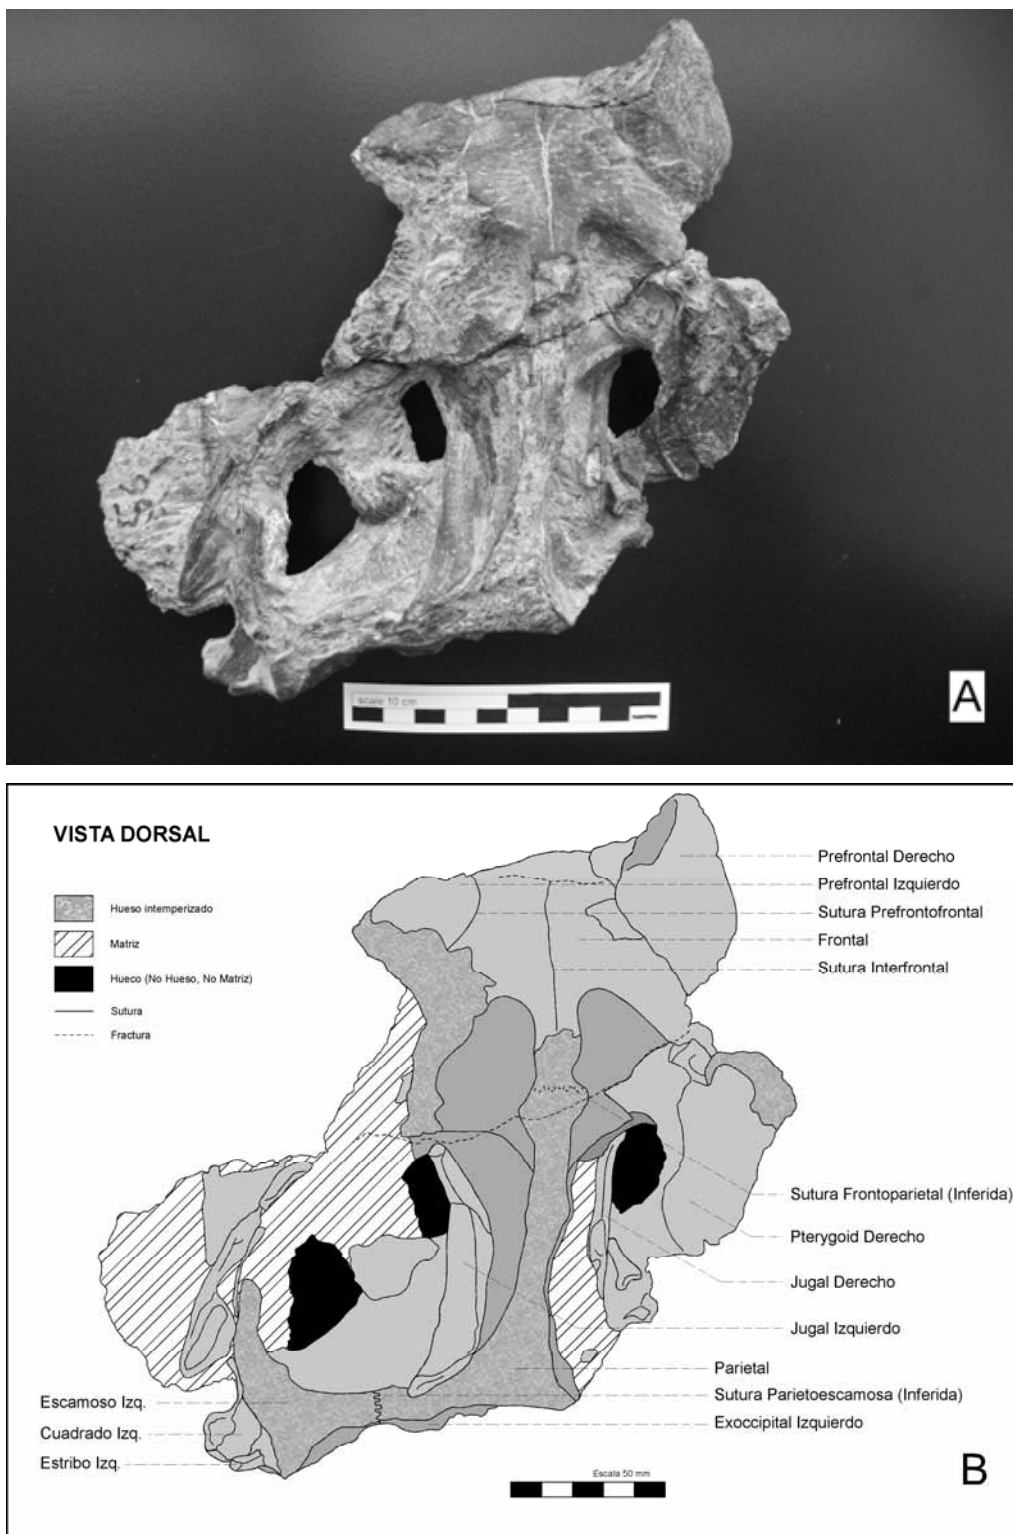 scale 10 cm
A
VISTA DORSAL
Hueso intemperizado
Matriz
Hueco (No Hueso, No Matriz)
Sutura
Fractura
Prefrontal Derecho
Prefrontal Izquierdo
Sutura Prefrontofrontal
Frontal
Sutura Interfrontal
Sutura Frontoparietal (Inferida)
Pterygoid Derecho
Jugal Derecho
Jugal Izquierdo
Parietal
Sutura Parietoescamosa (Inferida)
Exoccipital Izquierdo
Escamoso Izq.
Cuadrado Izq.
Estribo Izq.
Escala 50 mm
B